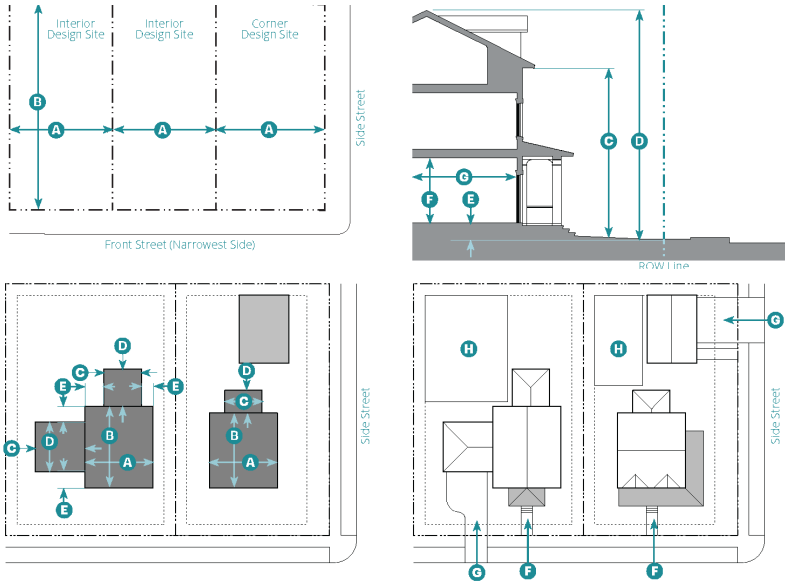 Interior
Design Site
Interior
Design Site
Corner
Design Site
B
A
A
A
Side Street
Front Street (Narrowest Side)
C
D
G
F
E
ROW Line
D
C
E
E
B
D
C
A
E
D
C
B
A
Side Street
H
H
G
G
F
F
Side Street